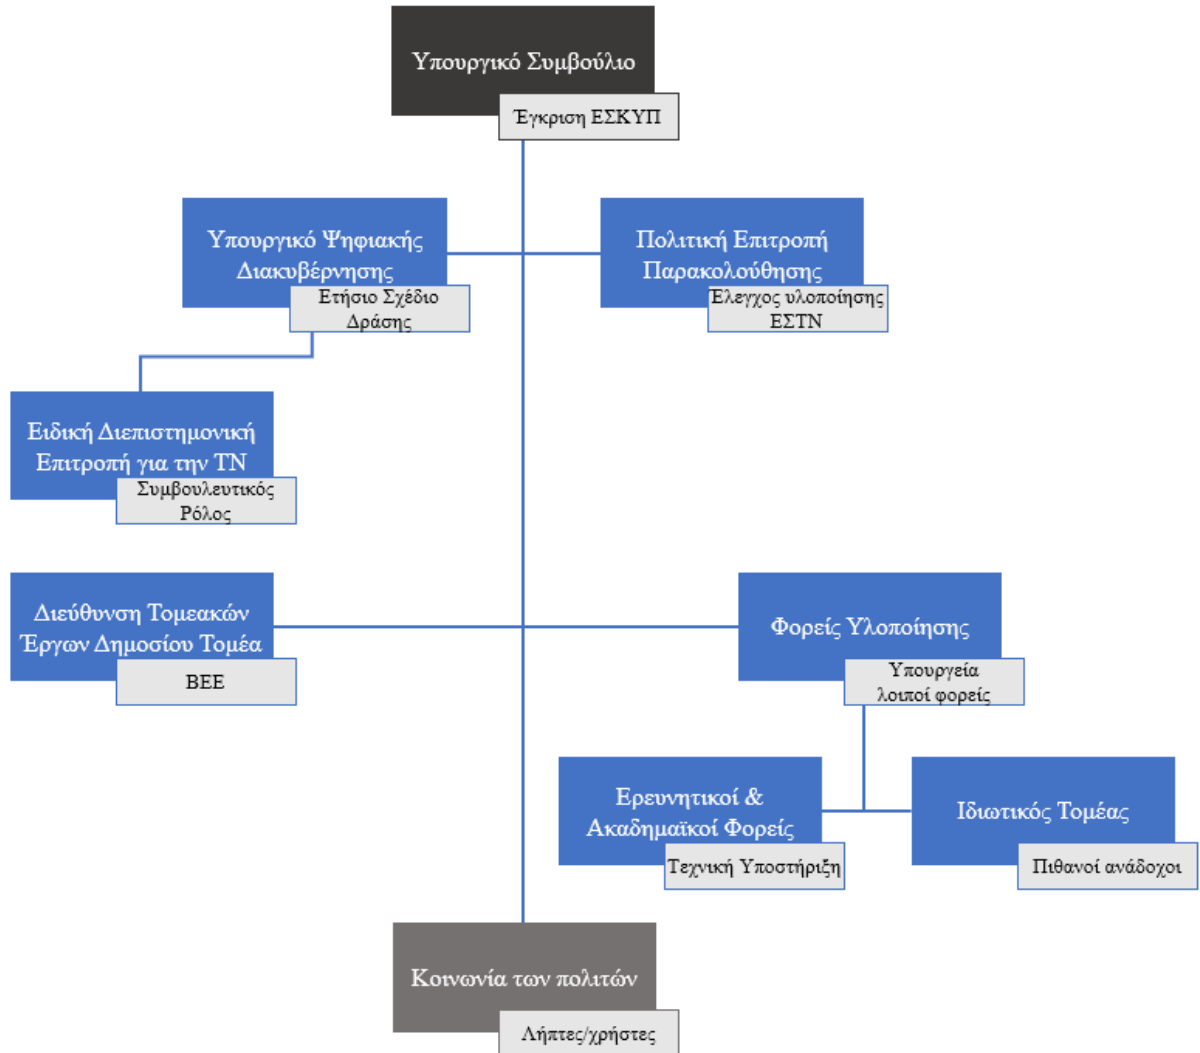 Υπουργικό Συμβούλιο
Έγκριση ΕΣΚΥΠ
Υπουργικό Ψηφιακής
Διακυβέρνησης
Ετήσιο Σχέδιο
Δράσης
Πολιτική Επιτροπή
Παρακολούθησης
Έλεγχος υλοποίησης
ΕΣΤΝ
Ειδική Διεπιστημονική
Επιτροπή για την ΤΝ
Συμβουλευτικός
Ρόλος
Διεύθυνση Τομεακών
Έργων Δημοσίου Τομέα
ΒΕΕ
Φορείς Υλοποίησης
Υπουργεία
λοιποί φορείς
Ερευνητικοί &
Ακαδημαϊκοί Φορείς
Τεχνική Υποστήριξη
Ιδιωτικός Τομέας
Πιθανοί ανάδοχοι
Κοινωνία των πολιτών
Λήπτες/χρήστες